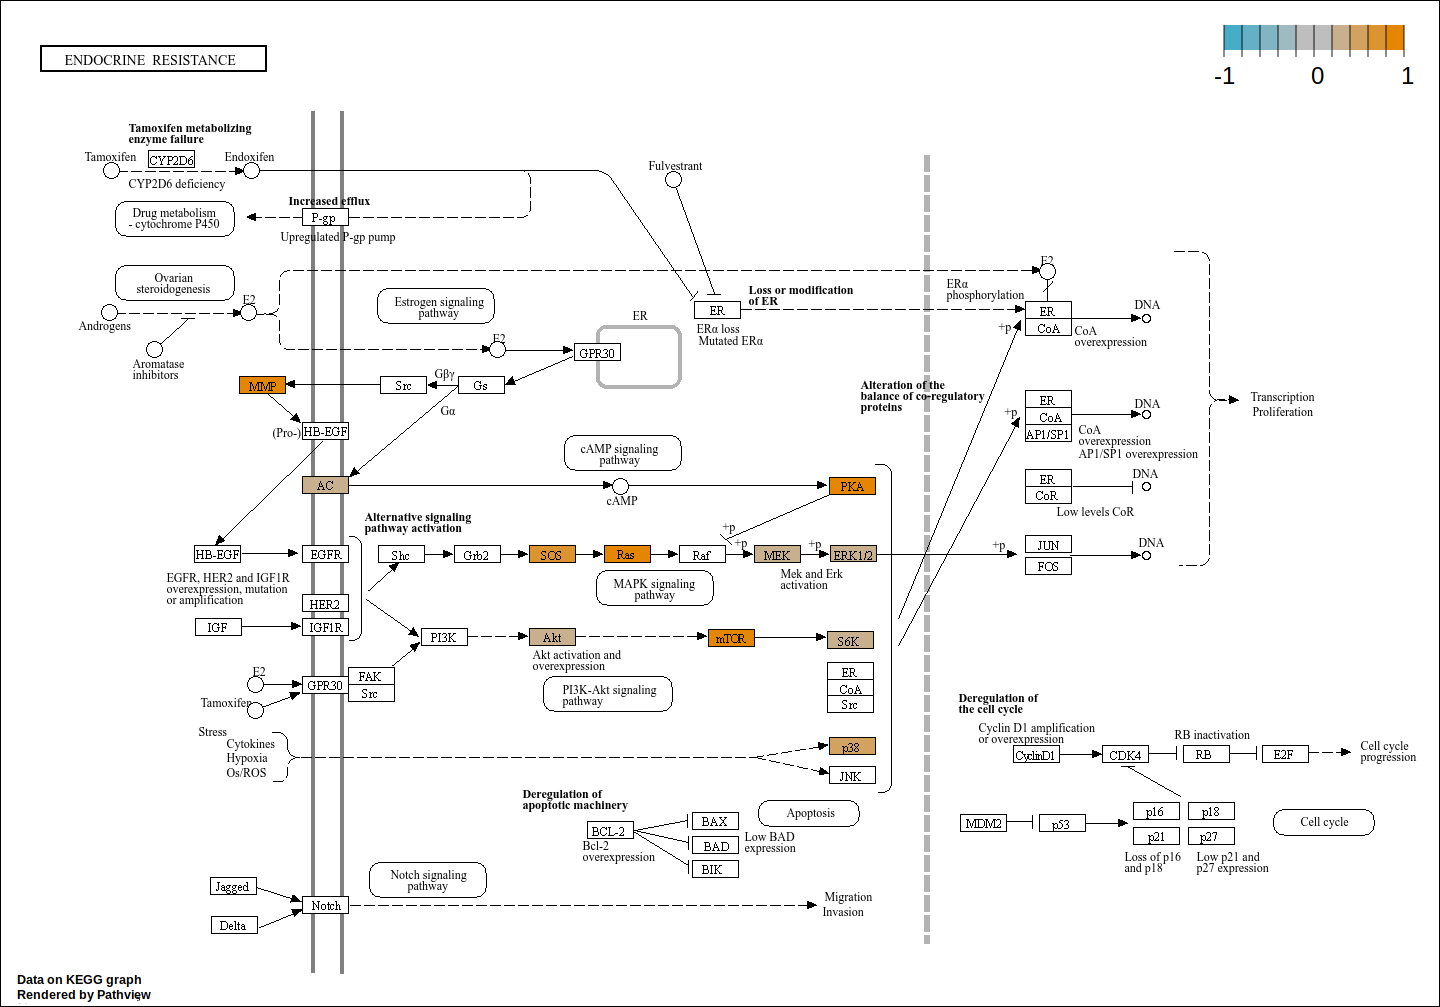 ENDOCRINE RESISTANCE
-1 0 1
Tamoxifen metabolizing
enzyme failure
Tamoxifen
CYP2D6
Endoxifen
CYP2D6 deficiency
Fulvestrant
Increased efflux
Drug metabolism
- cytochrome P450
P-gp
Upregulated P-gp pump
Ovarian
steroidogenesis
E2
Androgens
Aromatase
inhibitors
Estrogen signaling
pathway
E2
ER
GPR30
Loss or modification
of ER
ER
ERα loss
Mutated ERα
E2
ERα
phosphorylation
ER
CoA
+p
DNA
CoA
overexpression
MMP
Src
Gβγ
Gs
Gα
(Pro-)
HB-EGF
Alteration of the
balance of co-regulatory
proteins
+p
ER
CoA
AP1/SP1
DNA
CoA
overexpression
AP1/SP1 overexpression
Transcription
Proliferation
cAMP signaling
pathway
AC
cAMP
PKA
ER
CoR
DNA
Low levels CoR
Alternative signaling
pathway activation
+p
+p
+p
+p
HB-EGF
EGFR
Shc
Grb2
SOS
Ras
Raf
MEK
ERK1/2
JUN
FOS
DNA
EGFR, HER2 and IGF1R
overexpression, mutation
or amplification
HER2
MAPK signaling
pathway
Mek and Erk
activation
IGF
IGF1R
PI3K
Akt
mTOR
S6K
Akt activation and
overexpression
E2
GPR30
FAK
Src
Tamoxifen
PI3K-Akt signaling
pathway
ER
CoA
Src
Stress
Cytokines
Hypoxia
Os/ROS
p38
JNK
Deregulation of
the cell cycle
Cyclin D1 amplification
or overexpression
RB inactivation
CyclinD1
CDK4
RB
E2F
Cell cycle
progression
Deregulation of
apoptotic machinery
Apoptosis
BCL-2
Bcl-2
overexpression
BAX
BAD
BIK
Low BAD
expression
MDM2
p53
p16
p18
p21
p27
Loss of p16
and p18
Low p21 and
p27 expression
Cell cycle
Notch signaling
pathway
Jagged
Notch
Delta
Migration
Invasion
Data on KEGG graph
Rendered by Pathview